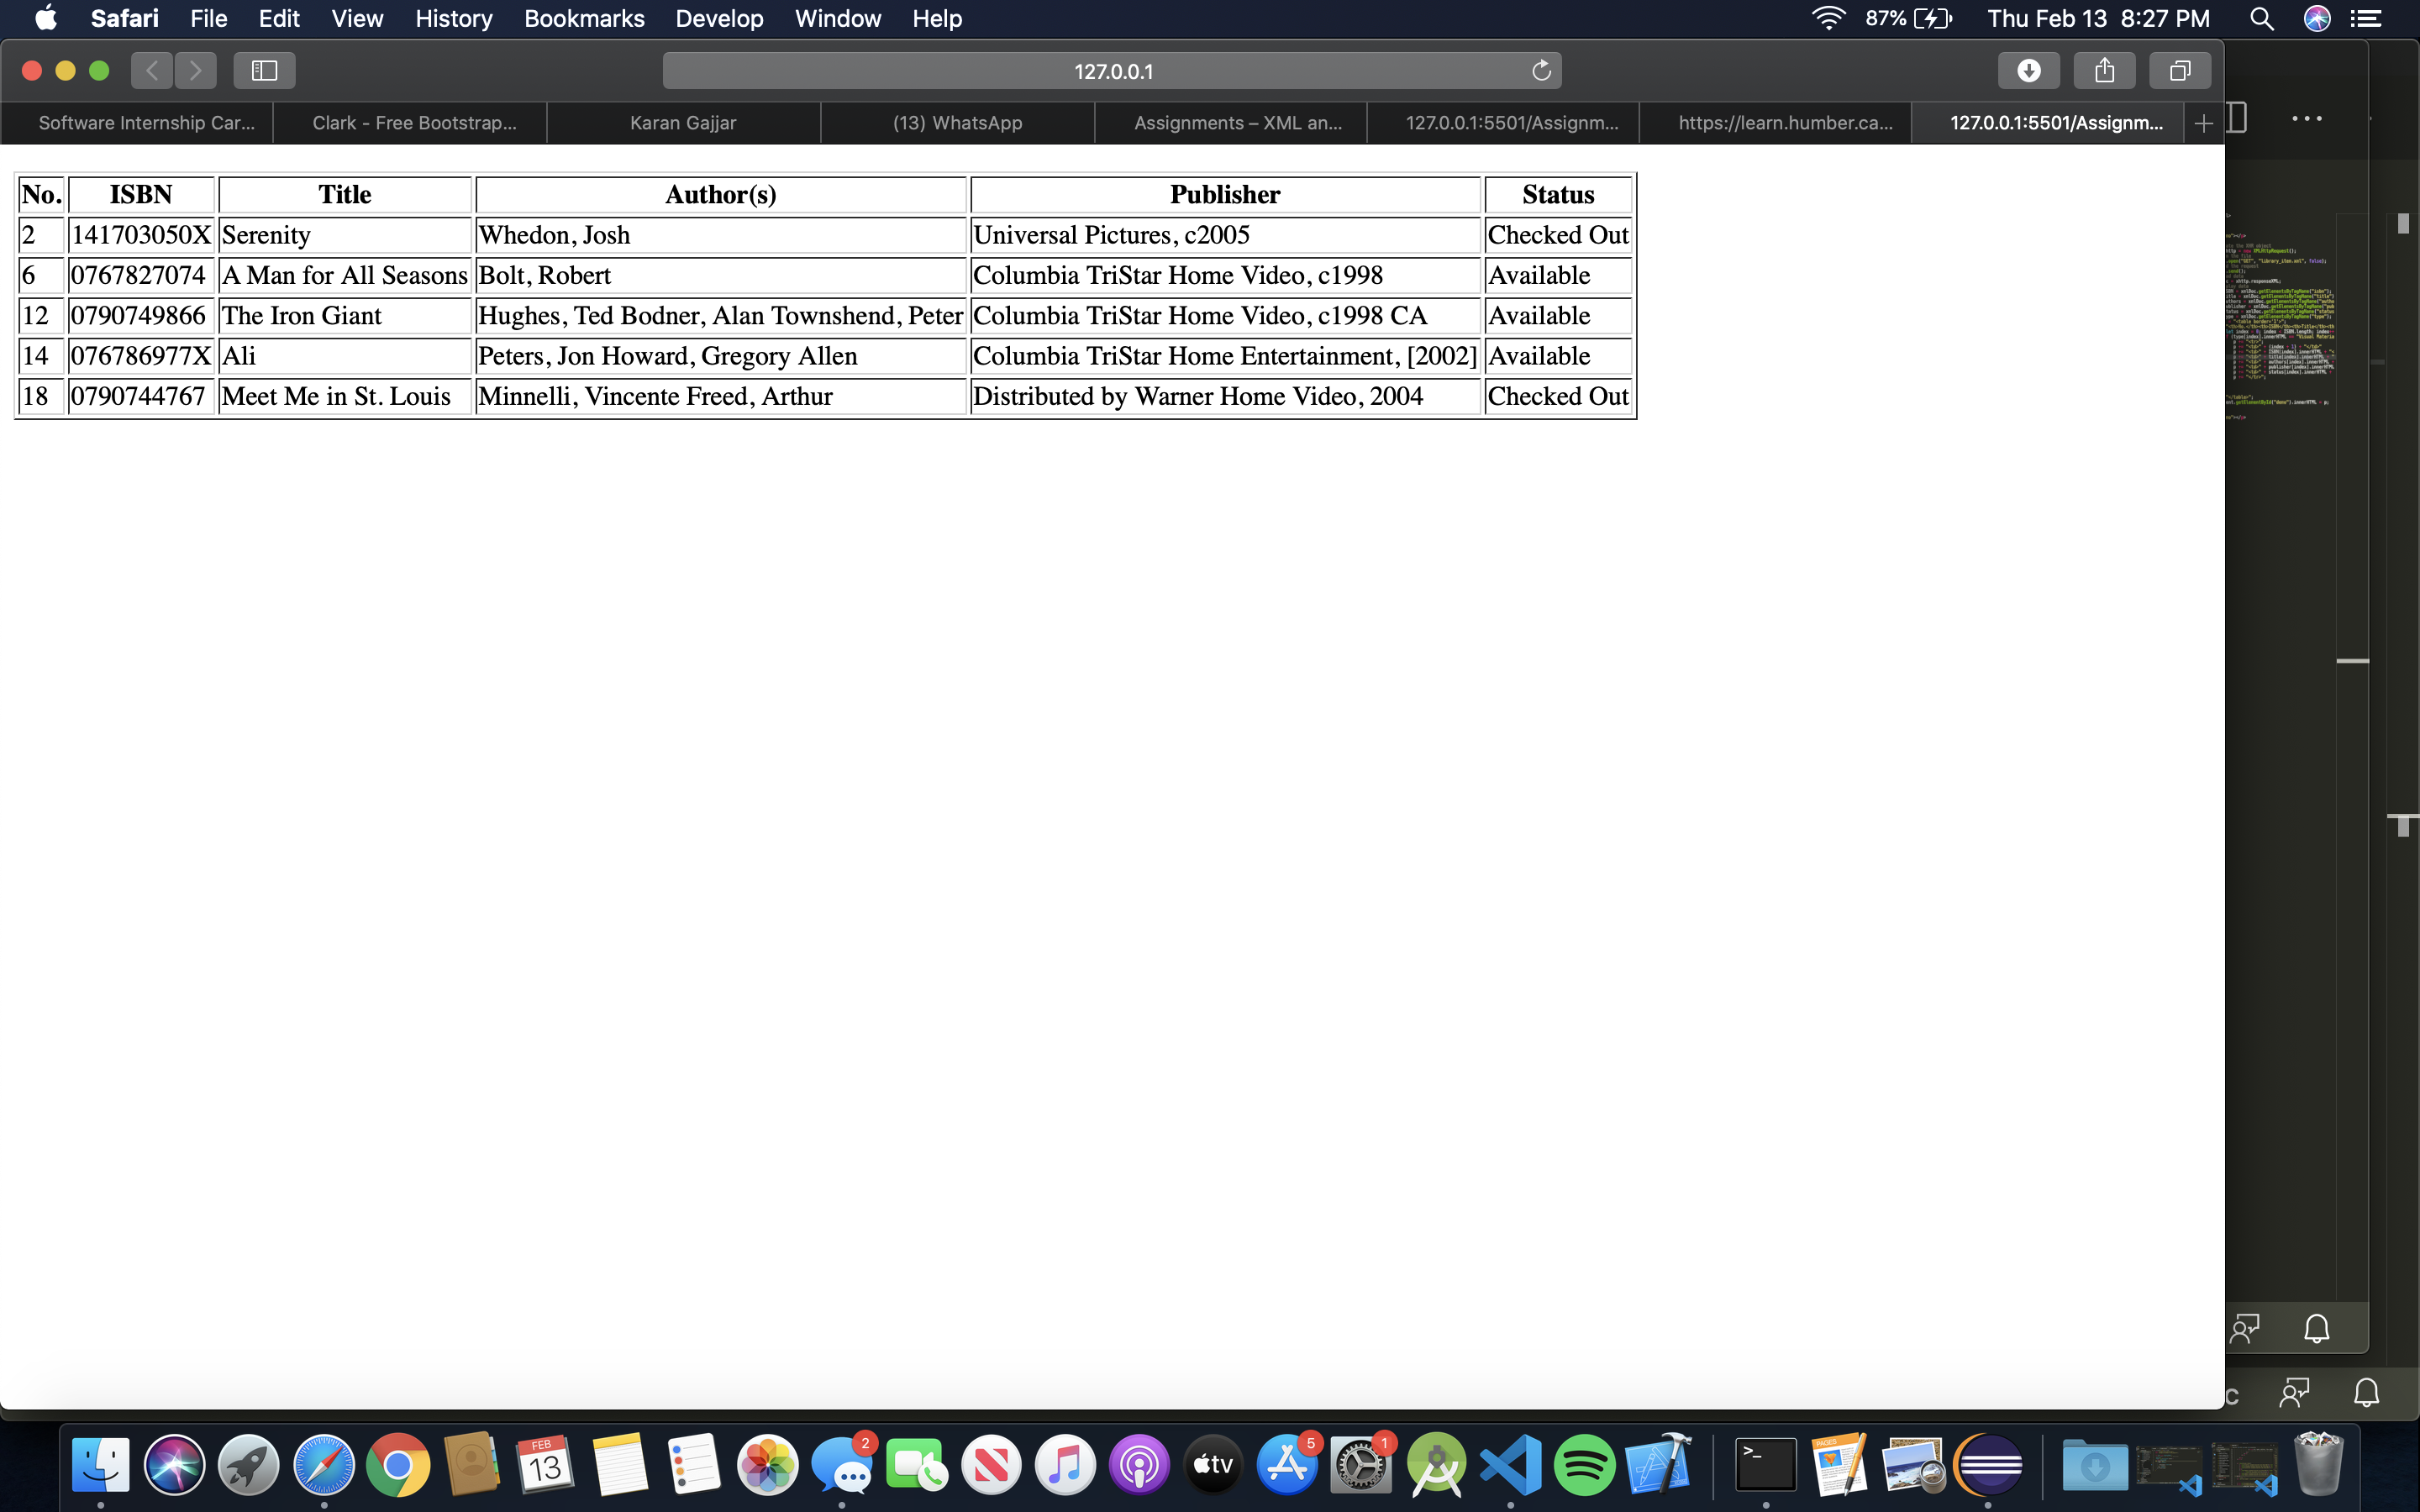 Safari File Edit View History Bookmarks Develop Window Help 87% Thu Feb 13 8:27 PM
127.0.0.1
Software Internship Car... Clark - Free Bootstrap... Karan Gajjar (13) WhatsApp Assignments – XML an... 127.0.0.1:5501/Assignm... https://learn.humber.ca... 127.0.0.1:5501/Assignm...
No. ISBN Title Author(s) Publisher Status
2 141703050X Serenity Whedon, Josh Universal Pictures, c2005 Checked Out
6 0767827074 A Man for All Seasons Bolt, Robert Columbia TriStar Home Video, c1998 Available
12 0790749866 The Iron Giant Hughes, Ted Bodner, Alan Townshend, Peter Columbia TriStar Home Video, c1998 CA Available
14 076786977X Ali Peters, Jon Howard, Gregory Allen Columbia TriStar Home Entertainment, [2002] Available
18 0790744767 Meet Me in St. Louis Minnelli, Vincente Freed, Arthur Distributed by Warner Home Video, 2004 Checked Out
FEB
13
2
tv
5
1
PAGES